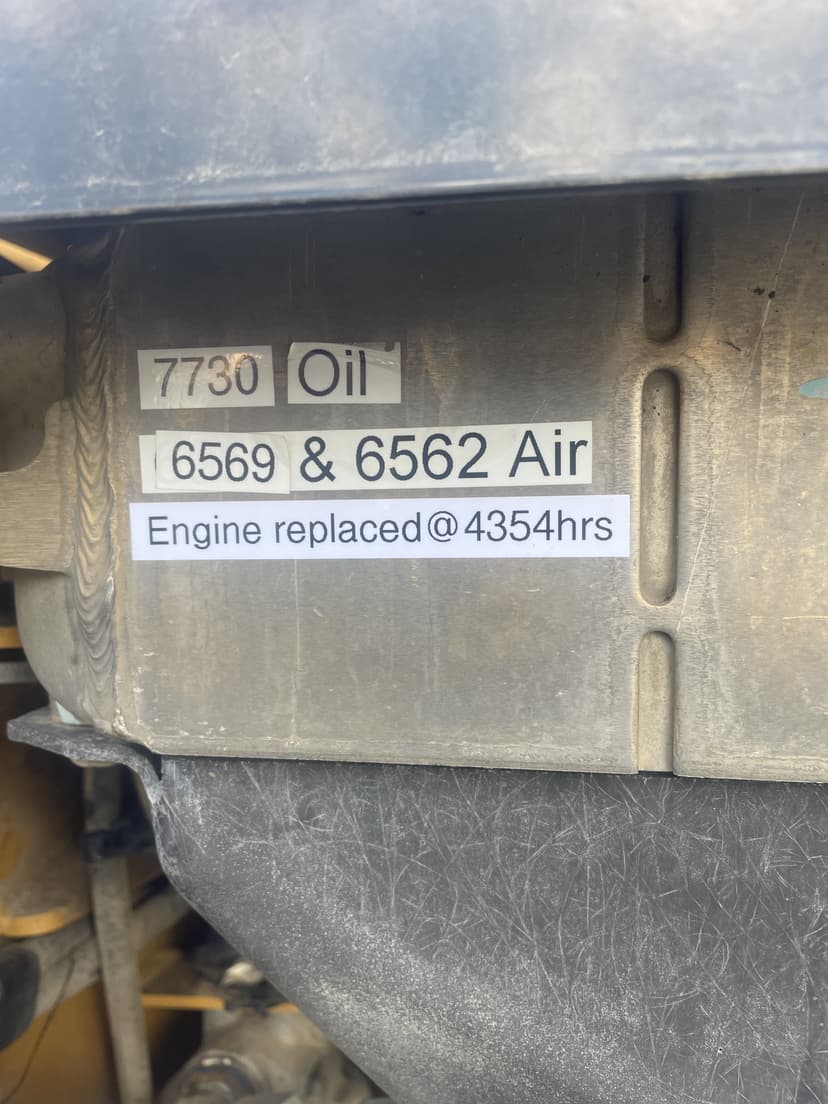 7730 Oil
6569 & 6562 Air
Engine replaced@4354hrs